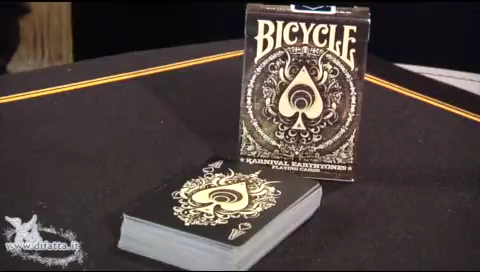 BICYCLE
KARNIVAL EARTHTONES
PLAYING CARDS
A
A
www.difatta.it